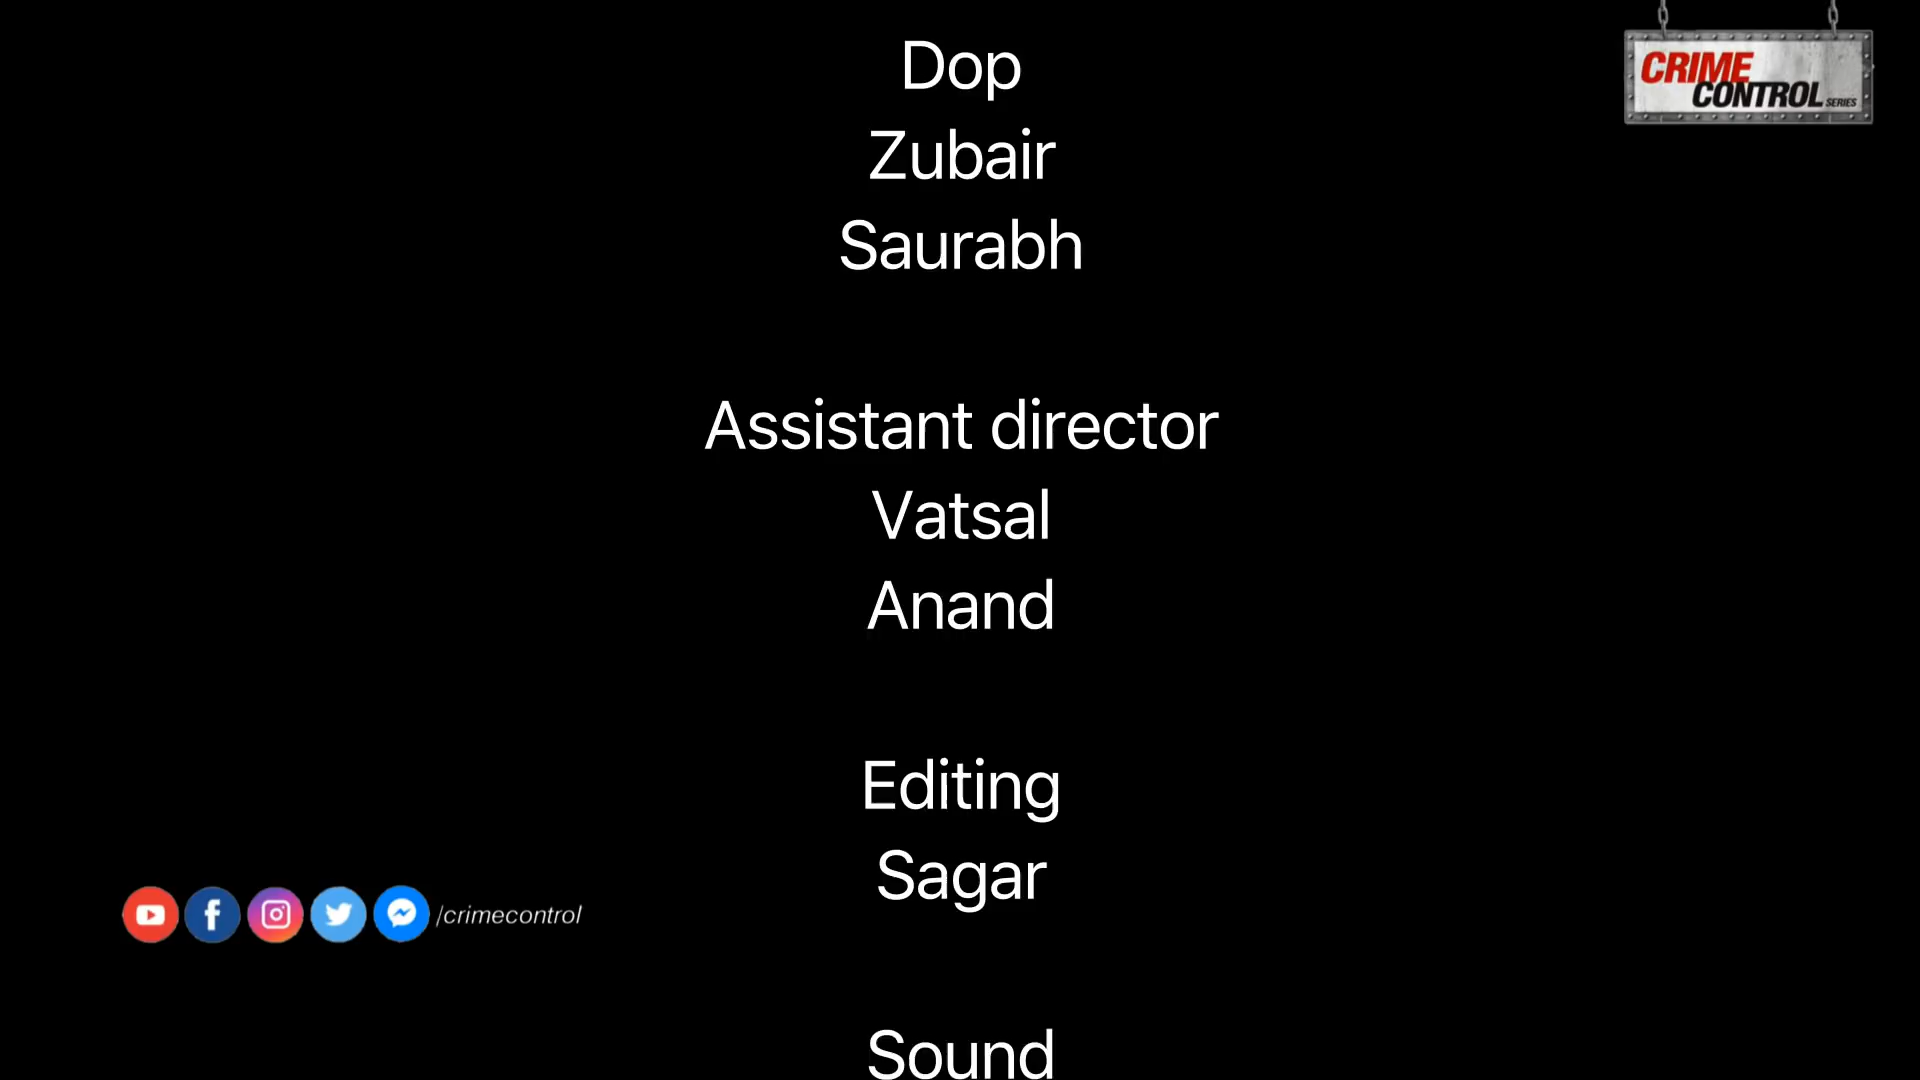 Dop
Zubair
Saurabh
Assistant director
Vatsal
Anand
Editing
Sagar
Sound
CRIME
CONTROL SERIES
/crimecontrol